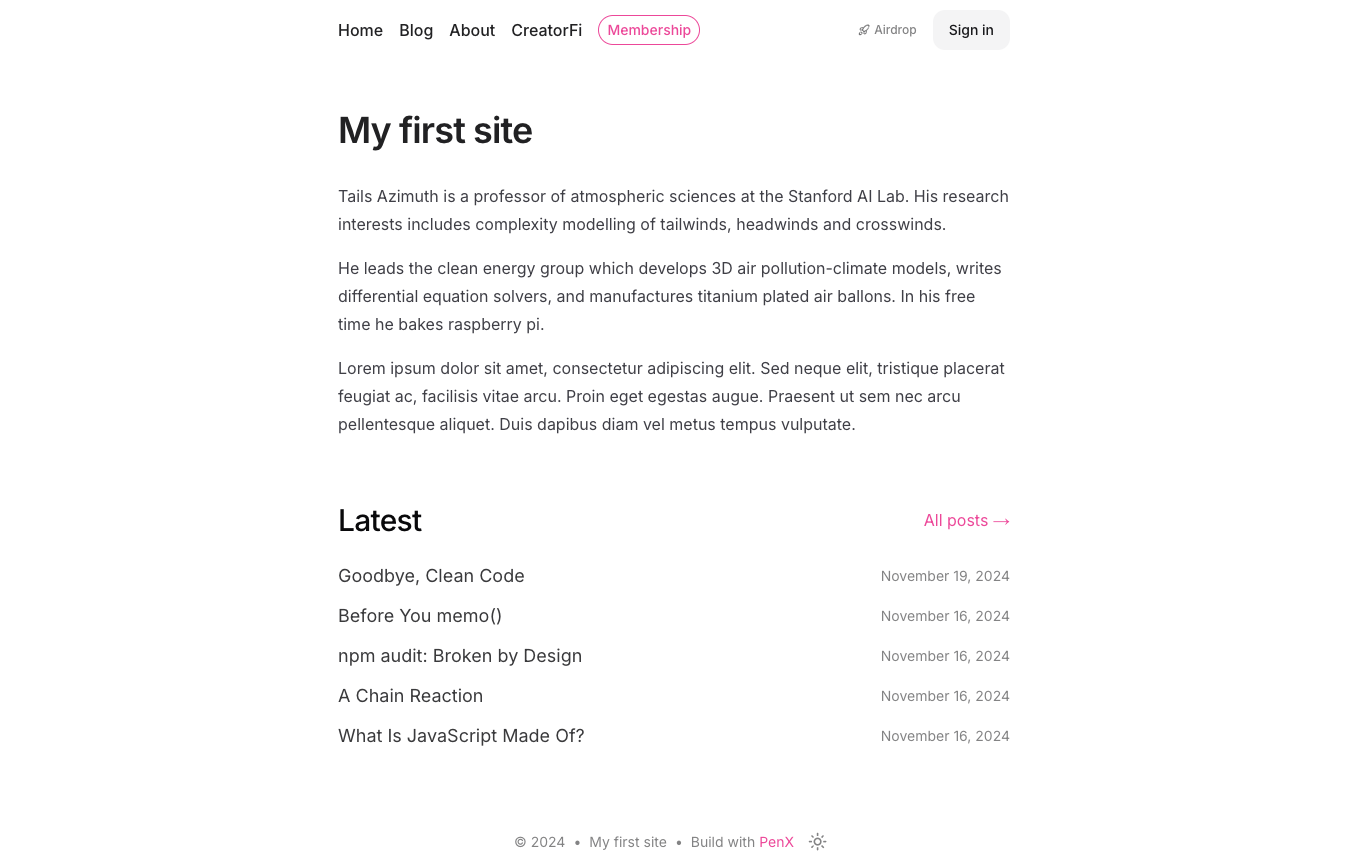 Home Blog About CreatorFi Membership Airdrop Sign in
My first site
Tails Azimuth is a professor of atmospheric sciences at the Stanford AI Lab. His research
interests includes complexity modelling of tailwinds, headwinds and crosswinds.
He leads the clean energy group which develops 3D air pollution-climate models, writes
differential equation solvers, and manufactures titanium plated air ballons. In his free
time he bakes raspberry pi.
Lorem ipsum dolor sit amet, consectetur adipiscing elit. Sed neque elit, tristique placerat
feugiat ac, facilisis vitae arcu. Proin eget egestas augue. Praesent ut sem nec arcu
pellentesque aliquet. Duis dapibus diam vel metus tempus vulputate.
Latest All posts →
Goodbye, Clean Code November 19, 2024
Before You memo() November 16, 2024
npm audit: Broken by Design November 16, 2024
A Chain Reaction November 16, 2024
What Is JavaScript Made Of? November 16, 2024
© 2024 • My first site • Build with PenX